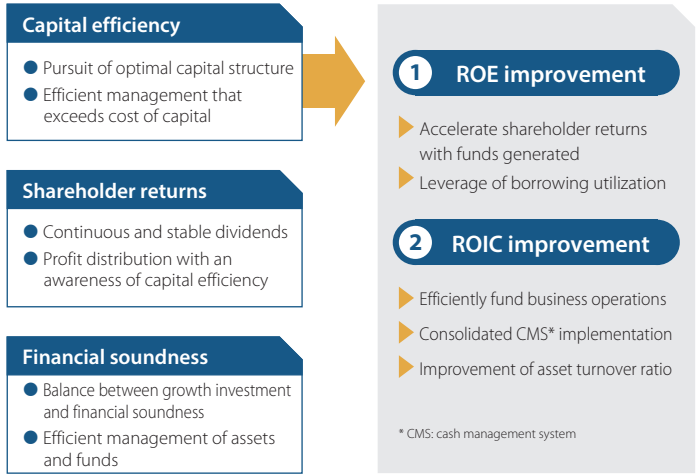 Capital efficiency
● Pursuit of optimal capital structure
● Efficient management that
exceeds cost of capital
Shareholder returns
● Continuous and stable dividends
● Profit distribution with an
awareness of capital efficiency
Financial soundness
● Balance between growth investment
and financial soundness
● Efficient management of assets
and funds
1 ROE improvement
Accelerate shareholder returns
with funds generated
Leverage of borrowing utilization
2 ROIC improvement
Efficiently fund business operations
Consolidated CMS* implementation
Improvement of asset turnover ratio
* CMS: cash management system